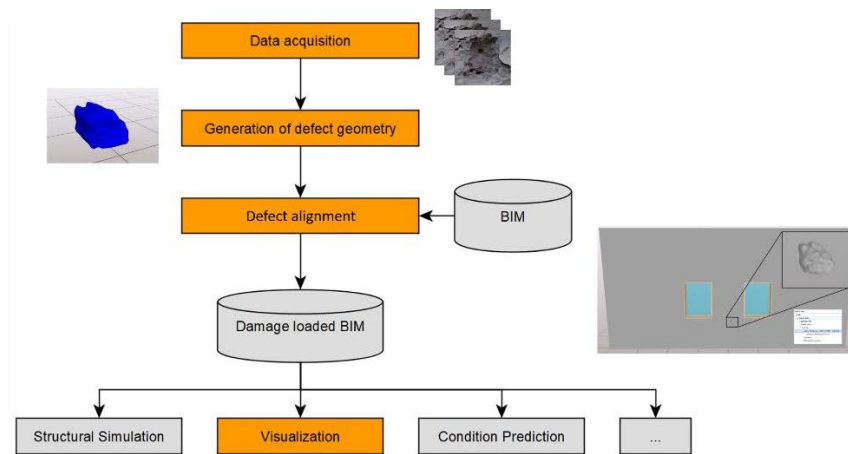 Data acquisition
Generation of defect geometry
Defect alignment
BIM
Damage loaded BIM
Structural Simulation
Visualization
Condition Prediction
...